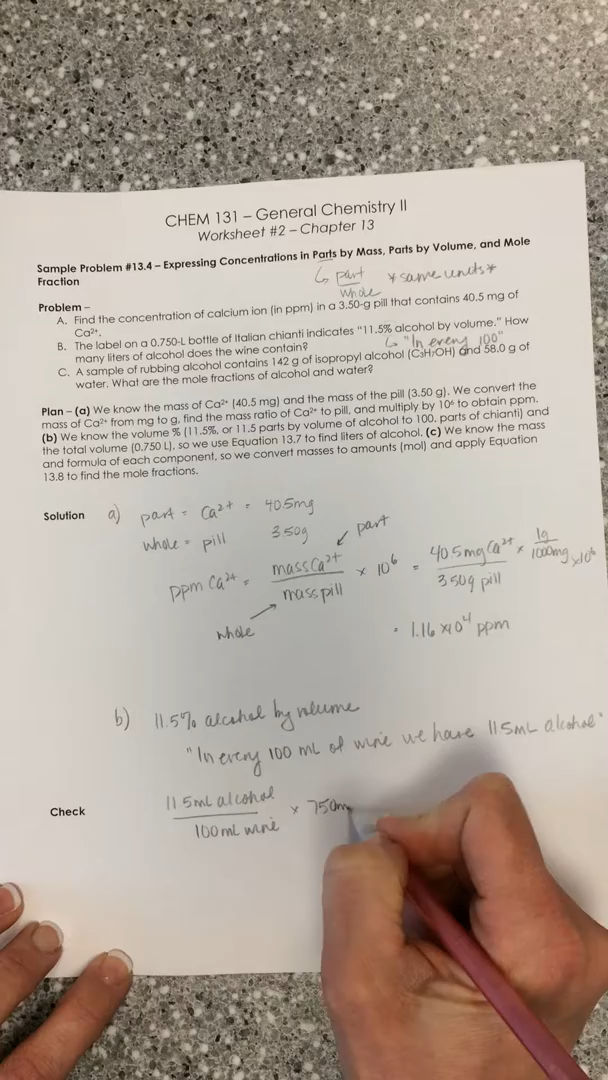 CHEM 131 – General Chemistry II
Worksheet #2 – Chapter 13
Sample Problem #13.4 – Expressing Concentrations in Parts by Mass, Parts by Volume, and Mole
Fraction
part
whole
*same units*
Problem –
A. Find the concentration of calcium ion (in ppm) in a 3.50-g pill that contains 40.5 mg of
Ca²⁺.
B. The label on a 0.750-L bottle of Italian chianti indicates "11.5% alcohol by volume." How
many liters of alcohol does the wine contain?
"In every 100"
C. A sample of rubbing alcohol contains 142 g of isopropyl alcohol (C₃H₇OH) and 58.0 g of
water. What are the mole fractions of alcohol and water?
Plan – (a) We know the mass of Ca²⁺ (40.5 mg) and the mass of the pill (3.50 g). We convert the
mass of Ca²⁺ from mg to g, find the mass ratio of Ca²⁺ to pill, and multiply by 10⁶ to obtain ppm.
(b) We know the volume % (11.5%, or 11.5 parts by volume of alcohol to 100. parts of chianti) and
the total volume (0.750 L), so we use Equation 13.7 to find liters of alcohol. (c) We know the mass
and formula of each component, so we convert masses to amounts (mol) and apply Equation
13.8 to find the mole fractions.
Solution
a) part = Ca²⁺ = 40.5mg
whole = pill 3.50g
part
ppm Ca²⁺ = mass Ca²⁺ / mass pill × 10⁶ = 40.5mg Ca²⁺ / 3.50g pill × 1g / 1000mg × 10⁶
whole
= 1.16 × 10⁴ ppm
b) 11.5% alcohol by volume
"In every 100 mL of wine we have 11.5mL alcohol"
Check
11.5mL alcohol / 100mL wine × 750m